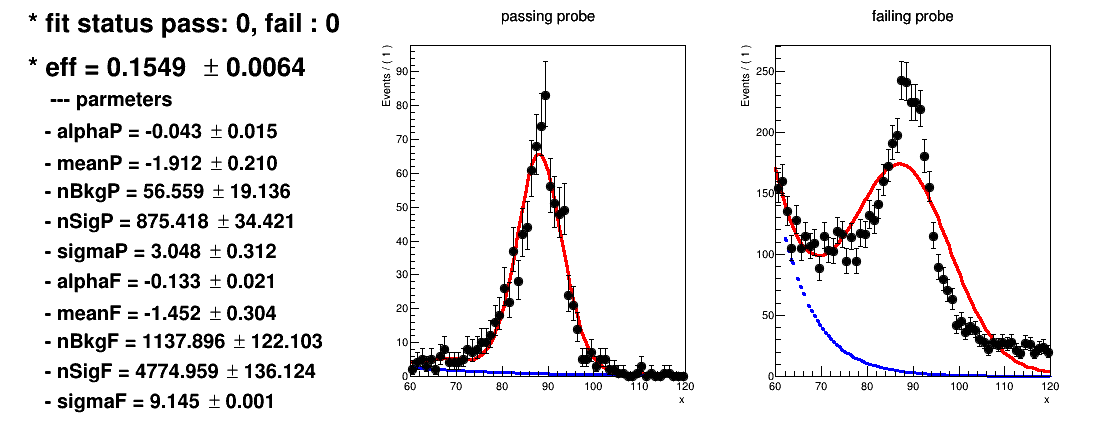 * fit status pass: 0, fail : 0
* eff = 0.1549 ± 0.0064
--- parmeters
- alphaP = -0.043 ± 0.015
- meanP = -1.912 ± 0.210
- nBkgP = 56.559 ± 19.136
- nSigP = 875.418 ± 34.421
- sigmaP = 3.048 ± 0.312
- alphaF = -0.133 ± 0.021
- meanF = -1.452 ± 0.304
- nBkgF = 1137.896 ± 122.103
- nSigF = 4774.959 ± 136.124
- sigmaF = 9.145 ± 0.001
passing probe
Events / ( 1 )
90
80
70
60
50
40
30
20
10
0
60 70 80 90 100 110 120
x
failing probe
Events / ( 1 )
250
200
150
100
50
0
60 70 80 90 100 110 120
x